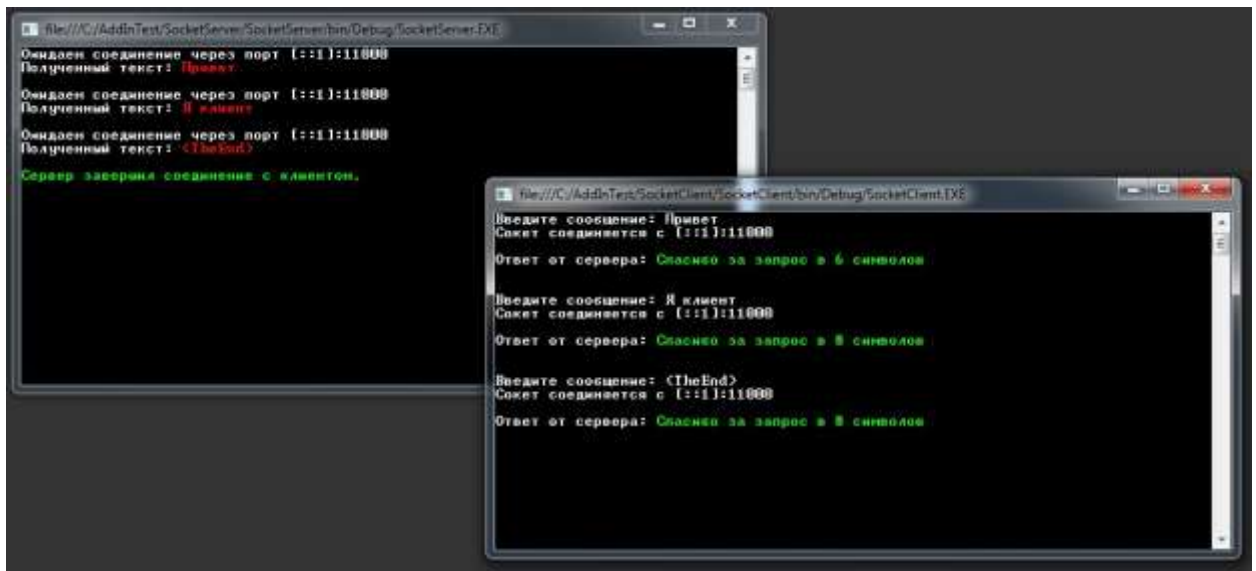 file:///C:/AddInTest/SocketServer/SocketServer/bin/Debug/SocketServer.EXE
Ожидаем соединение через порт [::1]:11000
Полученный текст: Привет
Ожидаем соединение через порт [::1]:11000
Полученный текст: Я клиент
Ожидаем соединение через порт [::1]:11000
Полученный текст: <TheEnd>
Сервер завершил соединение с клиентом.
file:///C:/AddInTest/SocketClient/SocketClient/bin/Debug/SocketClient.EXE
Введите сообщение: Привет
Сокет соединяется с [::1]:11000
Ответ от сервера: Спасибо за запрос в 6 символов
Введите сообщение: Я клиент
Сокет соединяется с [::1]:11000
Ответ от сервера: Спасибо за запрос в 8 символов
Введите сообщение: <TheEnd>
Сокет соединяется с [::1]:11000
Ответ от сервера: Спасибо за запрос в 8 символов